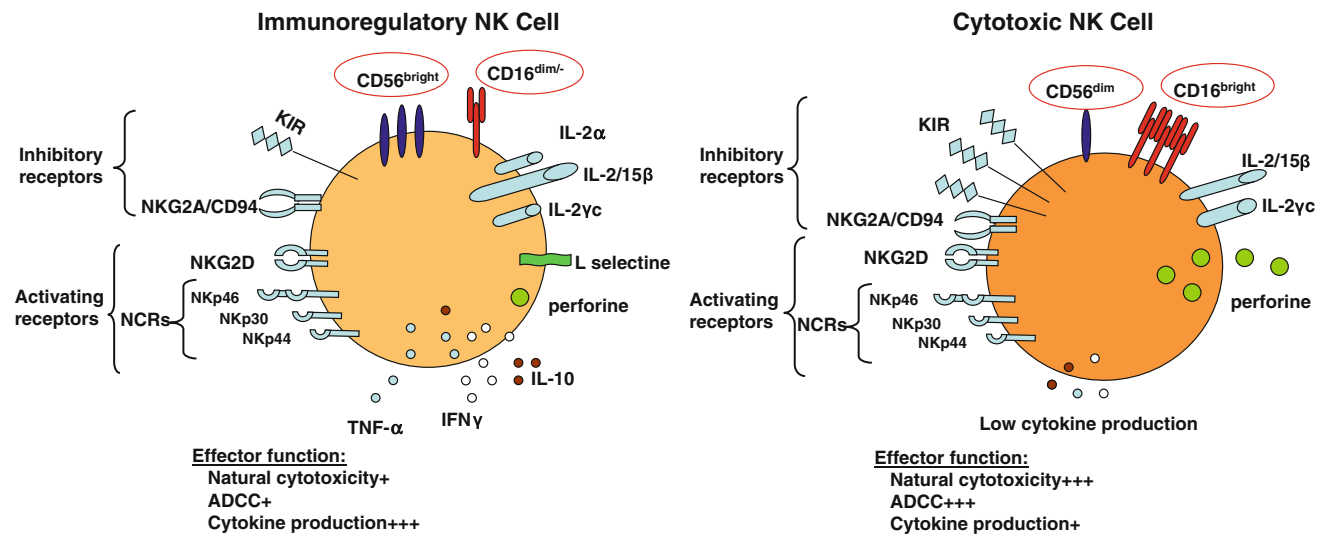 Immunoregulatory NK Cell
CD56bright
CD16dim/-
KIR
Inhibitory
receptors
NKG2A/CD94
IL-2α
IL-2/15β
IL-2γc
NKG2D
L selectine
Activating
receptors
NCRs
NKp46
NKp30
NKp44
perforine
IL-10
TNF-α
IFNγ
Effector function:
Natural cytotoxicity+
ADCC+
Cytokine production+++
Cytotoxic NK Cell
CD56dim
CD16bright
KIR
Inhibitory
receptors
NKG2A/CD94
IL-2/15β
IL-2γc
NKG2D
Activating
receptors
NCRs
NKp46
NKp30
NKp44
perforine
Low cytokine production
Effector function:
Natural cytotoxicity+++
ADCC+++
Cytokine production+